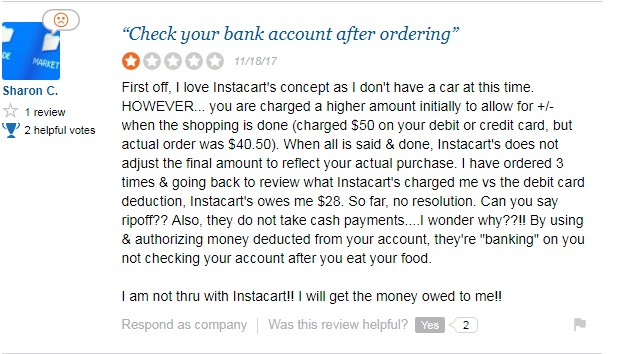 “Check your bank account after ordering”
11/18/17
DE
MARKET
Sharon C.
1 review
2 helpful votes
First off, I love Instacart's concept as I don't have a car at this time.
HOWEVER... you are charged a higher amount initially to allow for +/-
when the shopping is done (charged $50 on your debit or credit card, but
actual order was $40.50). When all is said & done, Instacart's does not
adjust the final amount to reflect your actual purchase. I have ordered 3
times & going back to review what Instacart's charged me vs the debit card
deduction, Instacart's owes me $28. So far, no resolution. Can you say
ripoff?? Also, they do not take cash payments....I wonder why??!! By using
& authorizing money deducted from your account, they're "banking" on you
not checking your account after you eat your food.
I am not thru with Instacart!! I will get the money owed to me!!
Respond as company
Was this review helpful? Yes 2